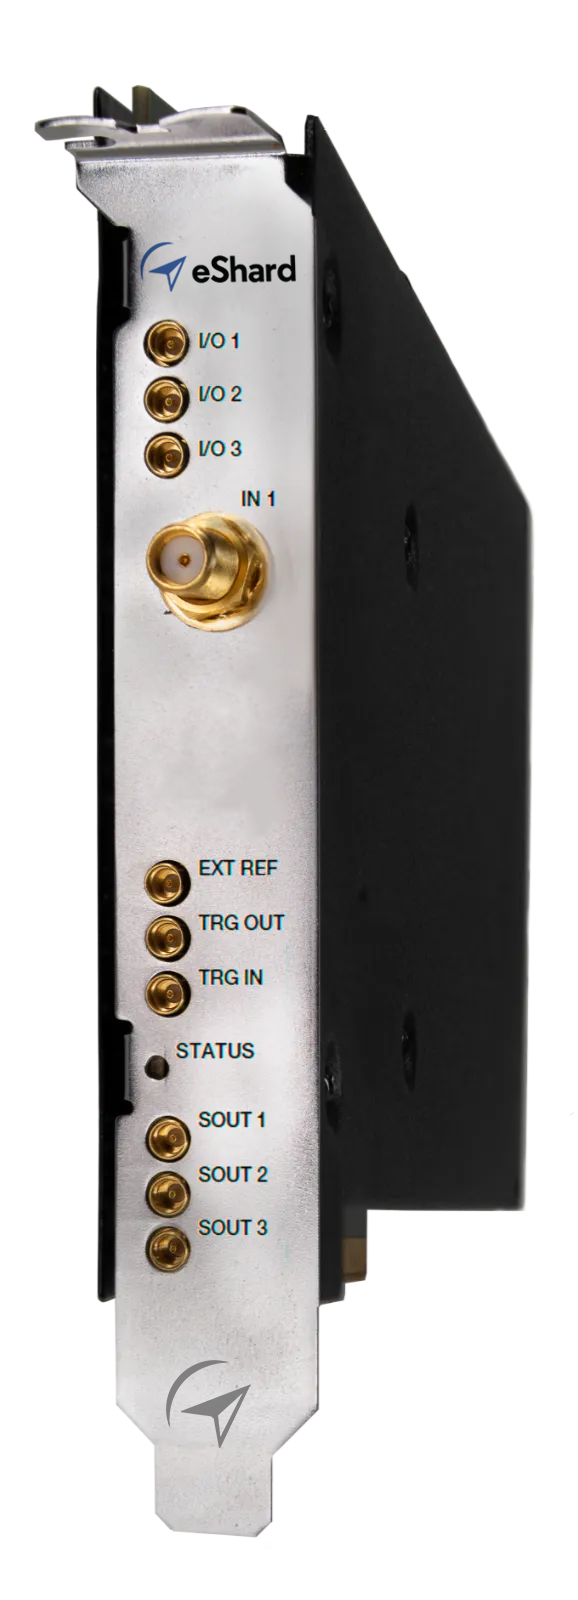 eShard
I/O 1
I/O 2
I/O 3
IN 1
EXT REF
TRG OUT
TRG IN
STATUS
SOUT 1
SOUT 2
SOUT 3